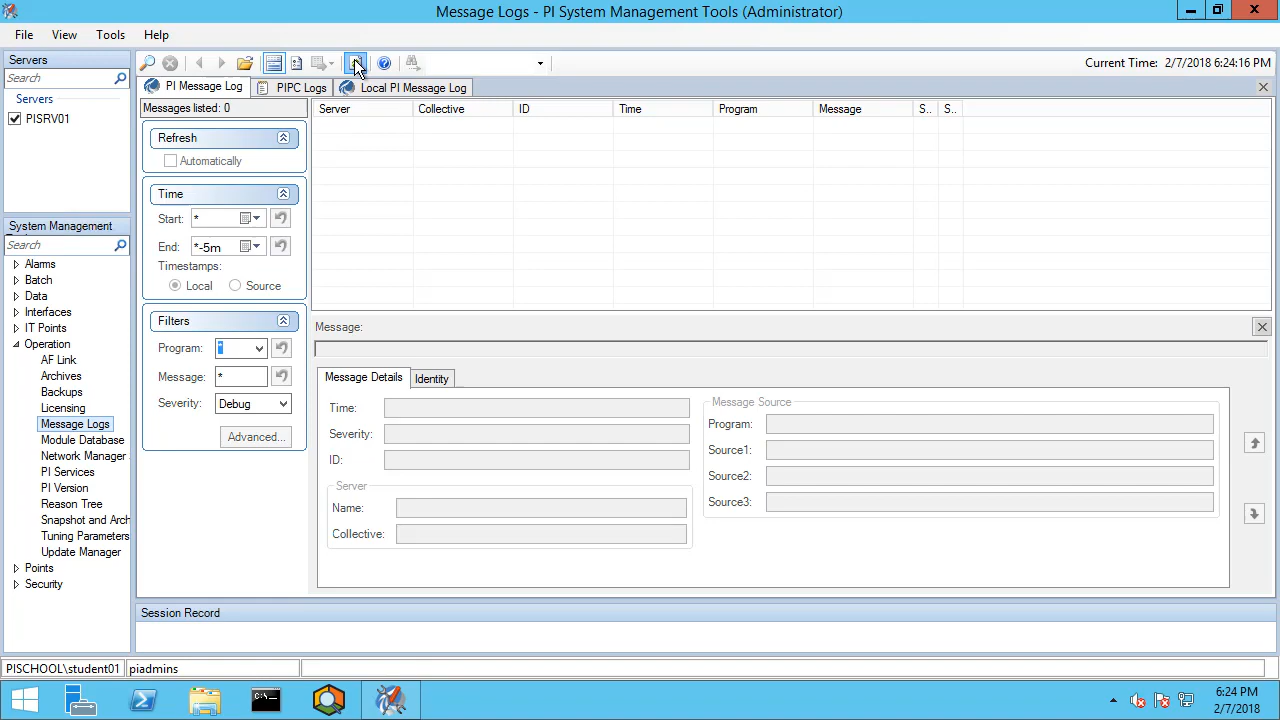 Message Logs - PI System Management Tools (Administrator)
File View Tools Help
Servers
Search
Servers
PISRV01
Current Time: 2/7/2018 6:24:16 PM
PI Message Log
PIPC Logs
Local PI Message Log
Messages listed: 0
Refresh
Automatically
Time
Start: *
End: *-5m
Timestamps:
Local Source
Filters
Program: *
Message: *
Severity: Debug
Advanced...
Server Collective ID Time Program Message S.. S..
System Management
Search
Alarms
Batch
Data
Interfaces
IT Points
Operation
AF Link
Archives
Backups
Licensing
Message Logs
Module Database
Network Manager
PI Services
PI Version
Reason Tree
Snapshot and Arch
Tuning Parameters
Update Manager
Points
Security
Message:
Message Details Identity
Time:
Severity:
ID:
Server
Name:
Collective:
Message Source
Program:
Source1:
Source2:
Source3:
Session Record
PISCHOOL\student01 piadmins
6:24 PM
2/7/2018